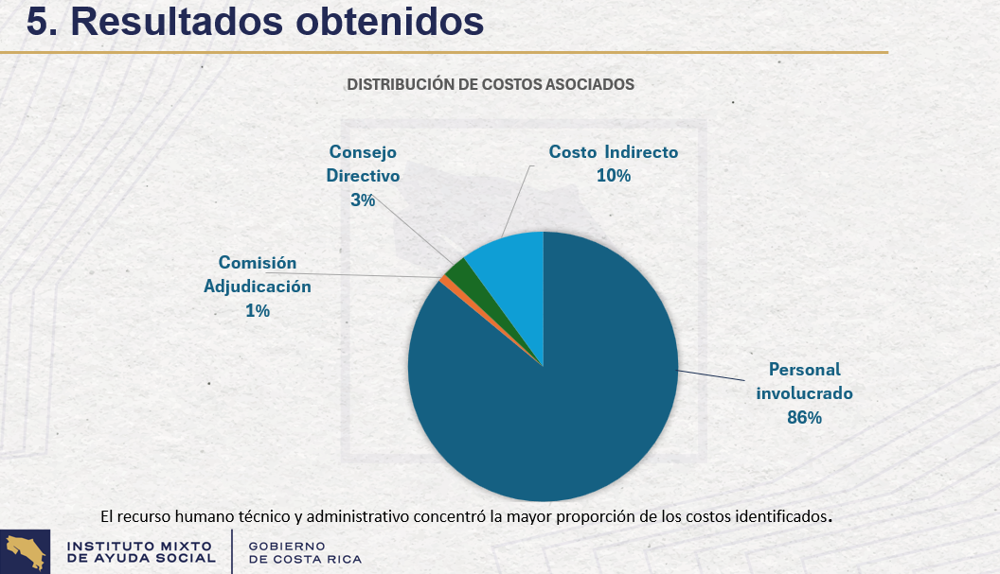 5. Resultados obtenidos
DISTRIBUCIÓN DE COSTOS ASOCIADOS
Consejo
Directivo
3%
Costo Indirecto
10%
Comisión
Adjudicación
1%
Personal
involucrado
86%
El recurso humano técnico y administrativo concentró la mayor proporción de los costos identificados.
INSTITUTO MIXTO
DE AYUDA SOCIAL
GOBIERNO
DE COSTA RICA